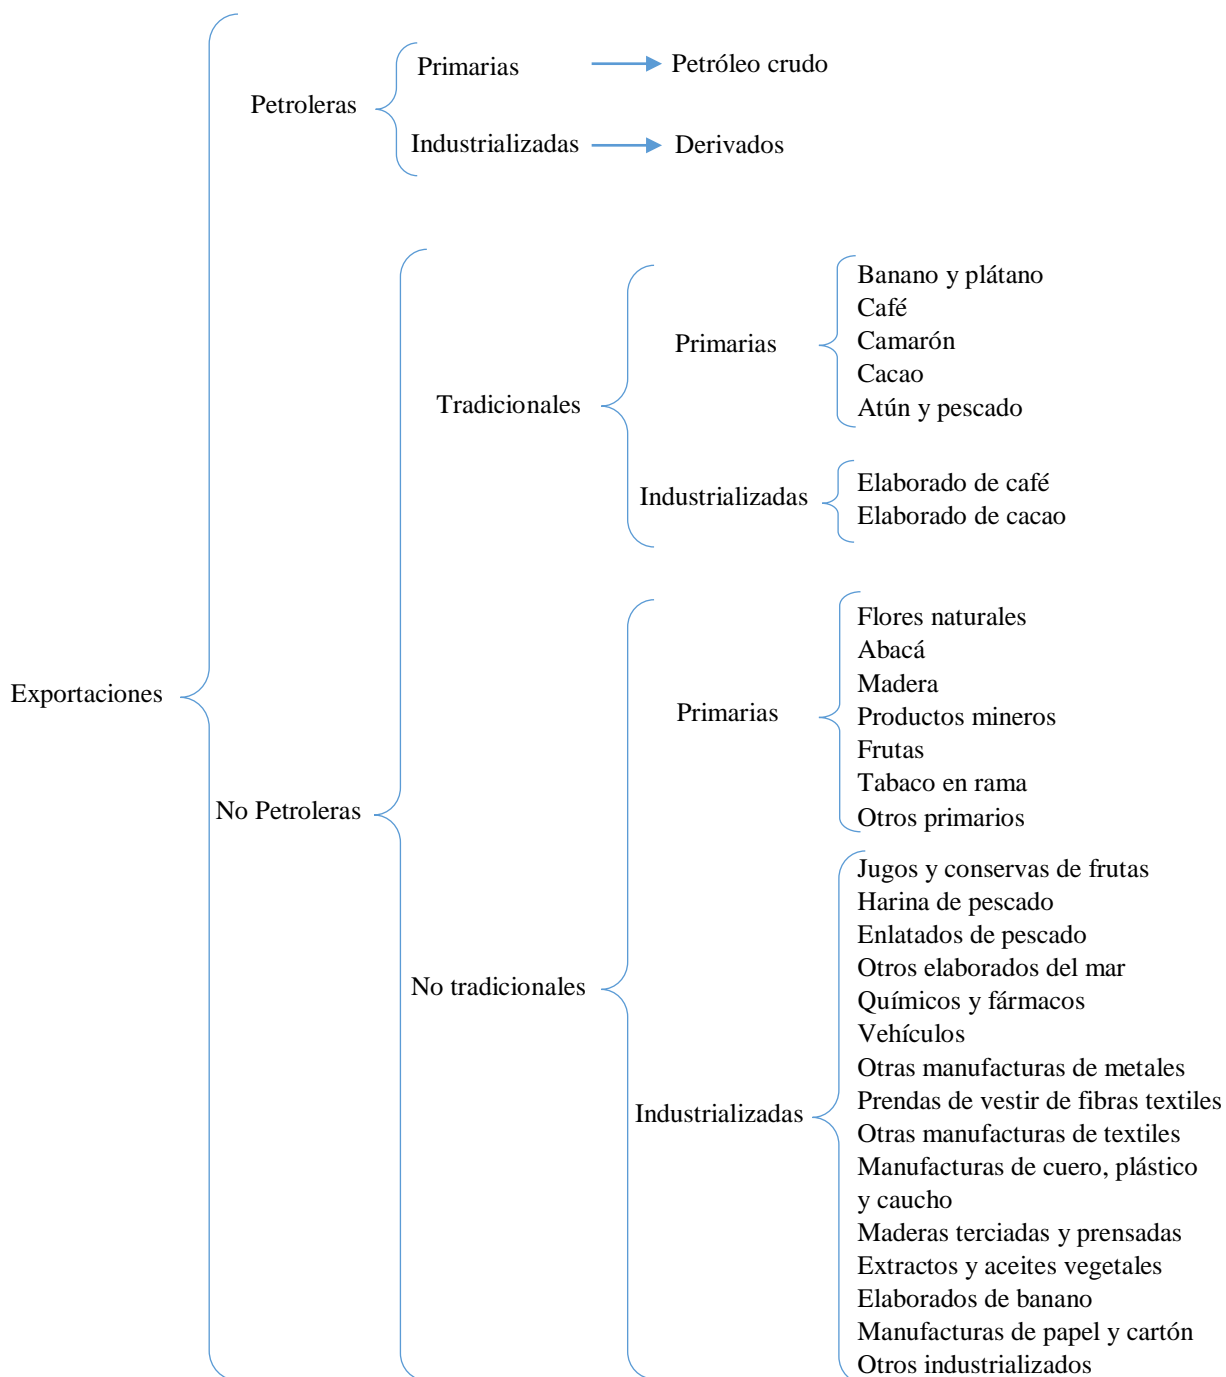 Primarias
Petróleo crudo
Petroleras
Industrializadas
Derivados
Banano y plátano
Café
Primarias
Camarón
Cacao
Tradicionales
Atún y pescado
Elaborado de café
Industrializadas
Elaborado de cacao
Flores naturales
Abacá
Madera
Exportaciones
Primarias
Productos mineros
Frutas
Tabaco en rama
No Petroleras
Otros primarios
Jugos y conservas de frutas
Harina de pescado
Enlatados de pescado
Otros elaborados del mar
No tradicionales
Químicos y fármacos
Vehículos
Otras manufacturas de metales
Prendas de vestir de fibras textiles
Industrializadas
Otras manufacturas de textiles
Manufacturas de cuero, plástico
y caucho
Maderas terciadas y prensadas
Extractos y aceites vegetales
Elaborados de banano
Manufacturas de papel y cartón
Otros industrializados